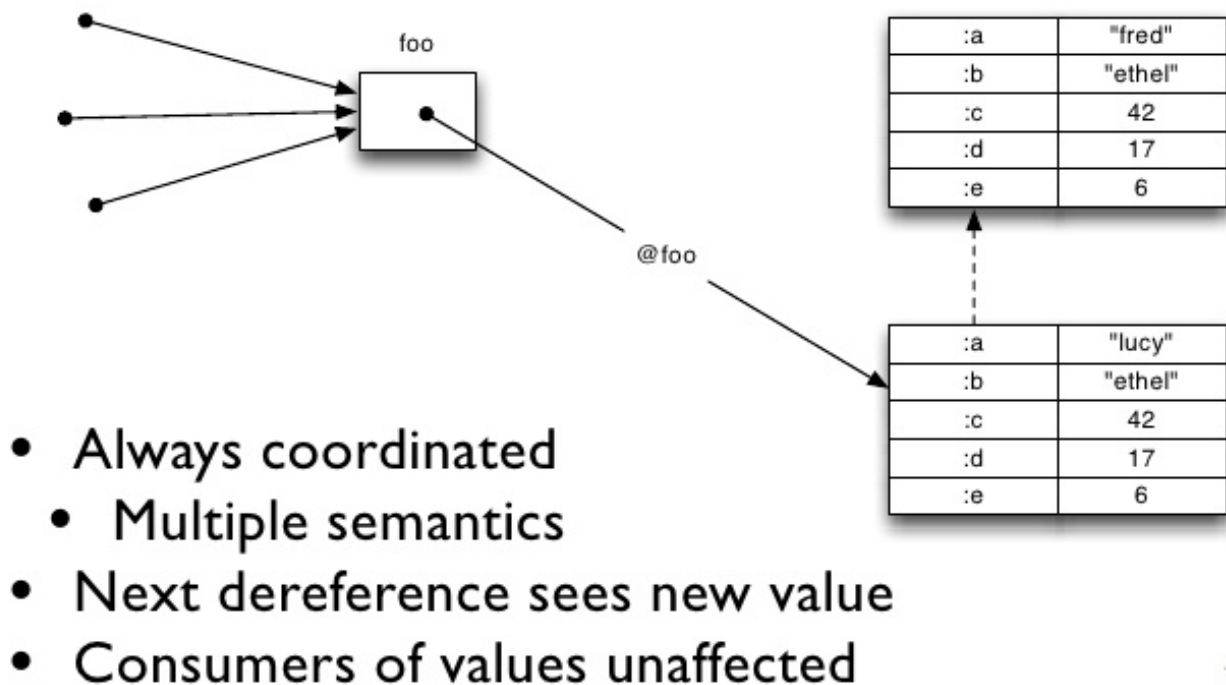 foo
@foo
:a "fred"
:b "ethel"
:c 42
:d 17
:e 6
:a "lucy"
:b "ethel"
:c 42
:d 17
:e 6
• Always coordinated
• Multiple semantics
• Next dereference sees new value
• Consumers of values unaffected